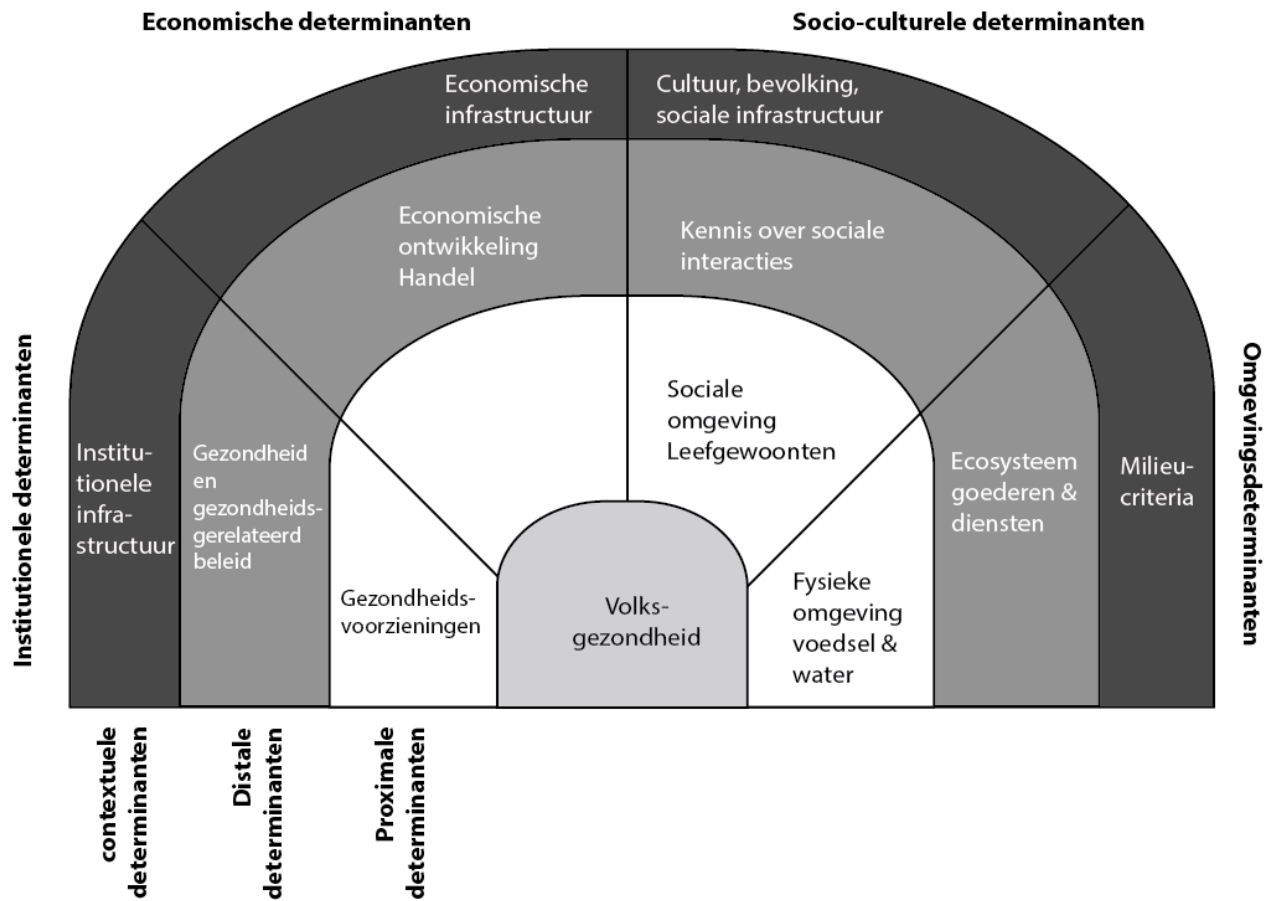 Economische determinanten
Socio-culturele determinanten
Economische
infrastructuur
Cultuur, bevolking,
sociale infrastructuur
Economische
ontwikkeling
Handel
Kennis over sociale
interacties
Institutionele determinanten
Omgevingsdeterminanten
Sociale
omgeving
Leefgewoonten
Institu-
tionele
infra-
structuur
Gezondheid
en
gezondheids-
gerelateerd
beleid
Ecosysteem
goederen &
diensten
Milieu-
criteria
Gezondheids-
voorzieningen
Volks-
gezondheid
Fysieke
omgeving
voedsel &
water
contextuele
determinanten
Distale
determinanten
Proximale
determinanten